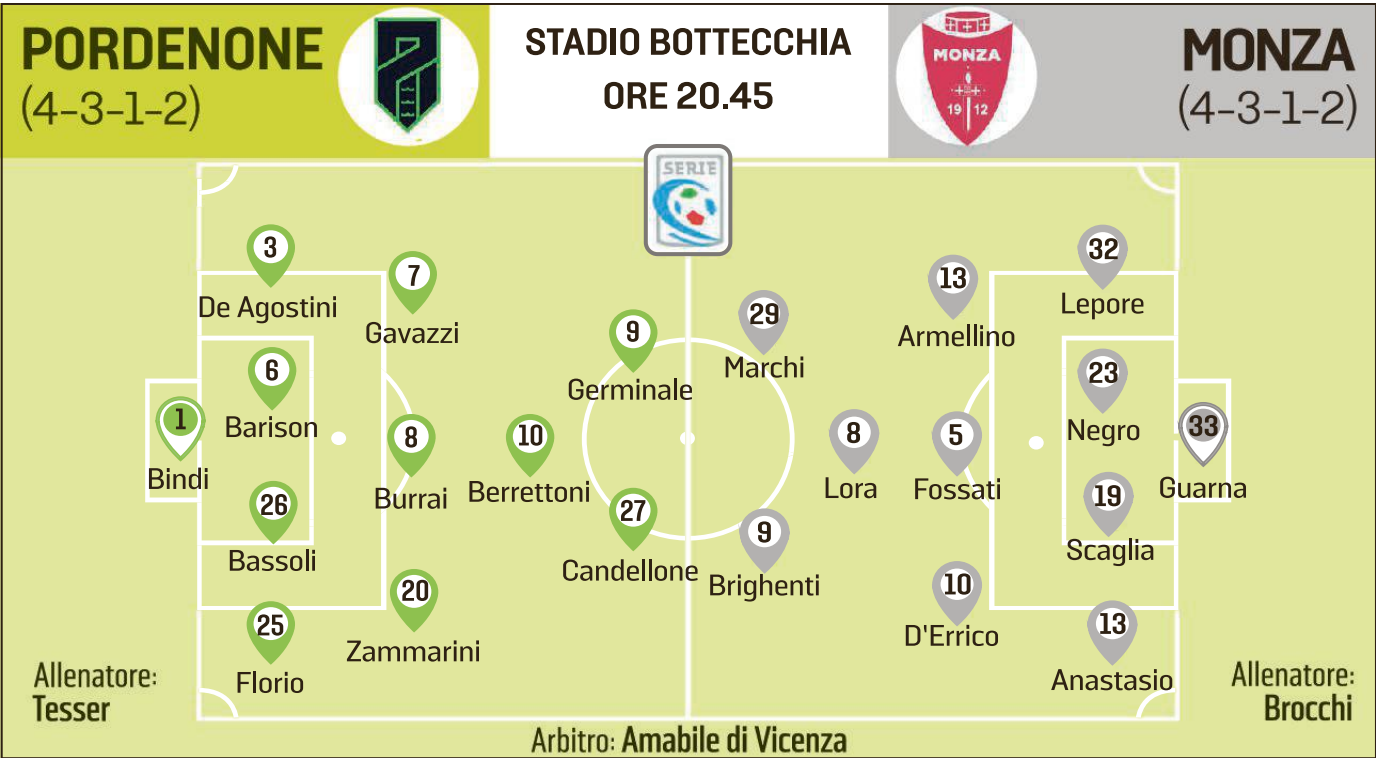 PORDENONE
(4-3-1-2)
STADIO BOTTECCHIA
ORE 20.45
MONZA
19 12
MONZA
(4-3-1-2)
SERIE
3
De Agostini
7
Gavazzi
6
Barison
1
Bindi
8
Burrai
26
Bassoli
20
Zammarini
25
Florio
9
Germinale
10
Berrettoni
27
Candellone
29
Marchi
9
Brighenti
8
Lora
13
Armellino
5
Fossati
10
D'Errico
32
Lepore
23
Negro
19
Scaglia
13
Anastasio
33
Guarna
Allenatore:
Tesser
Allenatore:
Brocchi
Arbitro: Amabile di Vicenza